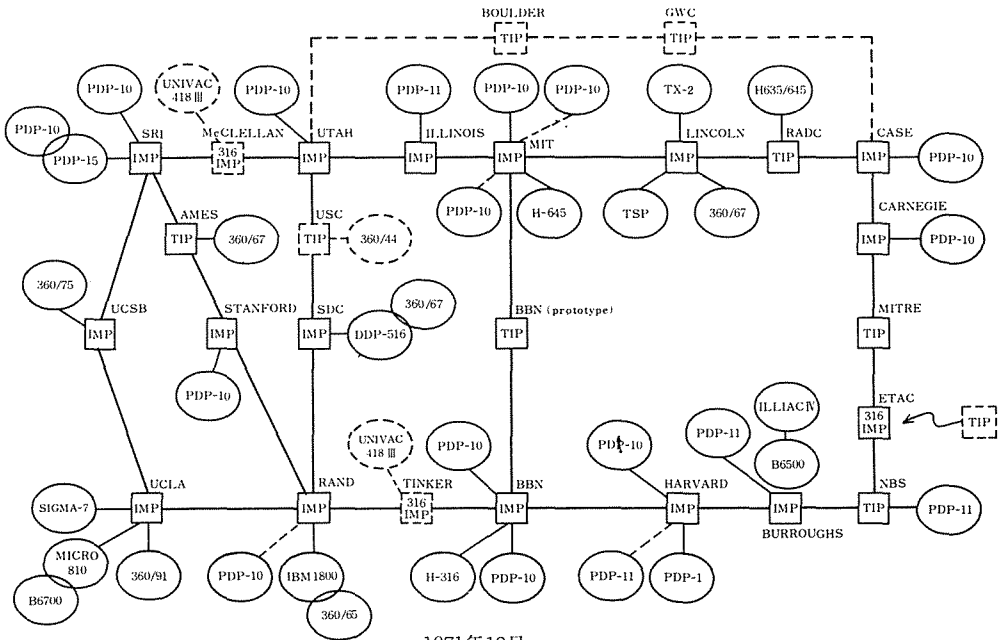 BOULDER
GWC
TIP
TIP
PDP-10
UNIVAC
418 III
PDP-10
PDP-11
PDP-10
PDP-10
TX-2
H635/645
PDP-10
PDP-15
SRI
McCLELLAN
UTAH
ILLINOIS
MIT
LINCOLN
RADC
CASE
IMP
316
IMP
IMP
IMP
IMP
IMP
TIP
IMP
PDP-10
PDP-10
H-645
TSP
360/67
AMES
USC
CARNEGIE
TIP
360/67
TIP
360/44
IMP
PDP-10
360/75
UCSB
STANFORD
SDC
360/67
BBN (prototype)
MITRE
IMP
IMP
IMP
DDP-516
TIP
TIP
PDP-10
ETAC
316
IMP
TIP
UNIVAC
418 III
PDP-10
PDP-10
PDP-11
ILLIAC IV
B6500
UCLA
RAND
TINKER
BBN
HARVARD
NBS
SIGMA-7
IMP
IMP
316
IMP
IMP
IMP
IMP
TIP
PDP-11
BURROUGHS
MICRO
810
360/91
PDP-10
IBM1800
H-316
PDP-10
PDP-11
PDP-1
B6700
360/65